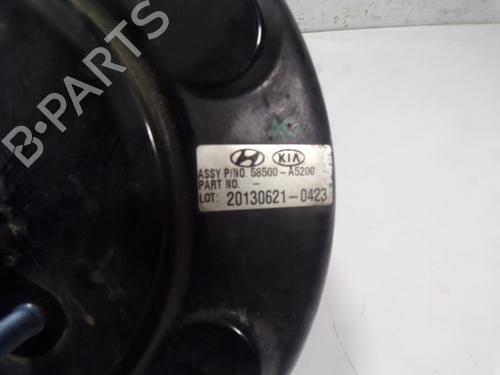 B-PARTS
KIA
ASSY P/NO. 58500-A5200
PART NO. -
LOT: 20130621-0423